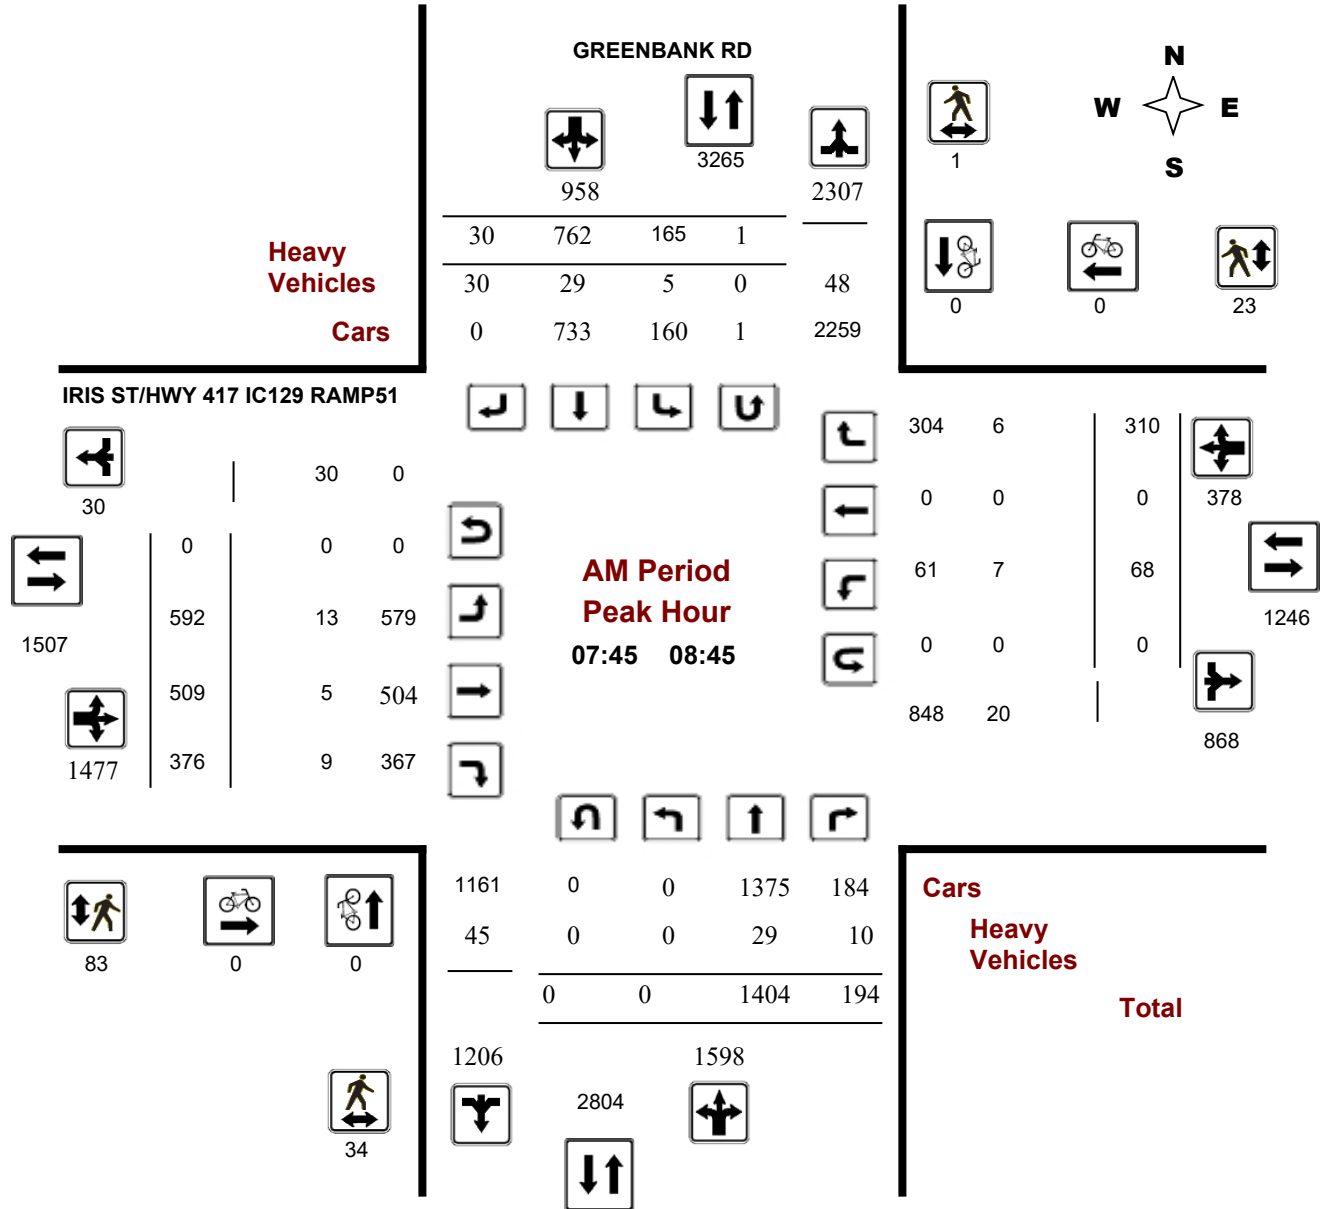 GREENBANK RD
N
W E
S
3265
1
958 2307
30 762 165 1
Heavy
Vehicles 30 29 5 0 48
0 0 23
Cars 0 733 160 1 2259
IRIS ST/HWY 417 IC129 RAMP51
304 6 310
30 0
30
0 0 0 378
0 0 0
AM Period
61 7 68
592 13 579
Peak Hour
1246
1507
07:45 08:45
0 0 0
509 5 504
848 20
868
1477 376 9 367
1161 0 0 1375 184
Cars
45 0 0 29 10
Heavy
Vehicles
83 0 0
0 0 1404 194
Total
1206 1598
2804
34